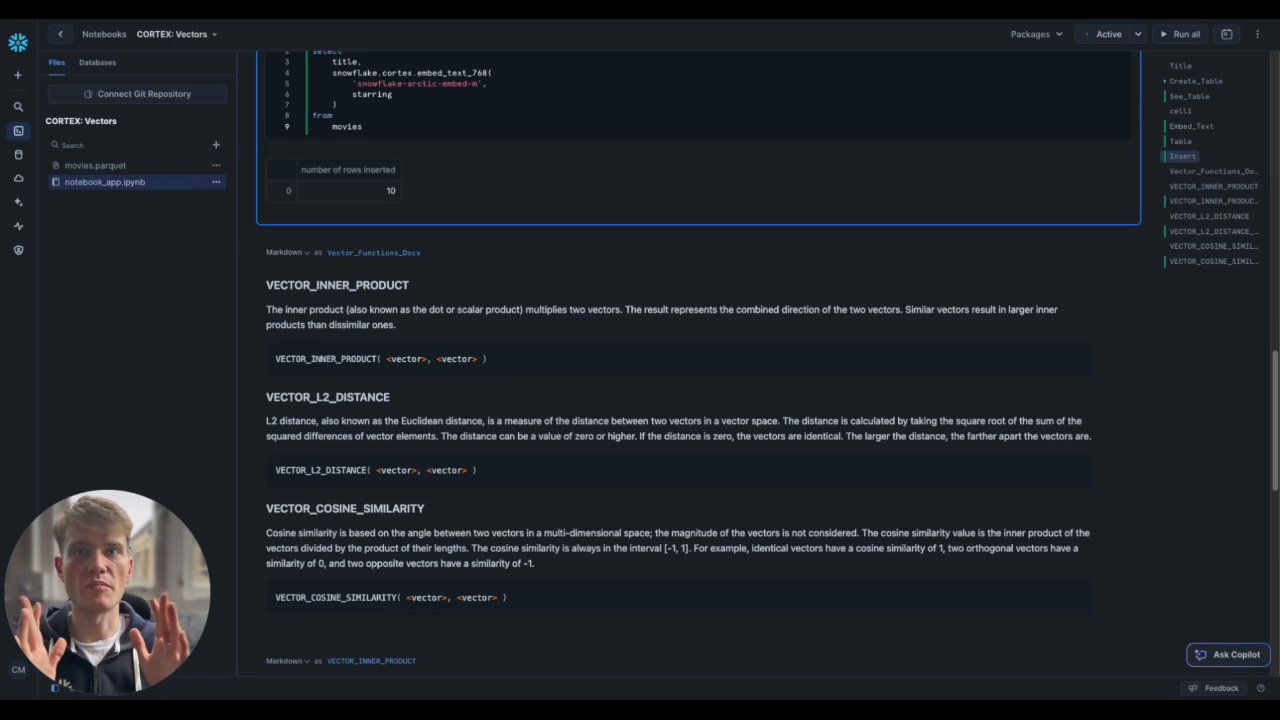 Notebooks CORTEX: Vectors
Packages Active Run all
Files Databases
Connect Git Repository
CORTEX: Vectors
Search
movies.parquet
notebook_app.ipynb
2 select
3 title,
4 snowflake.cortex.embed_text_768(
5 'snowflake-arctic-embed-m',
6 starring
7 )
8 from
9 movies
number of rows inserted
0 10
Markdown as Vector_Functions_Docs
VECTOR_INNER_PRODUCT
The inner product (also known as the dot or scalar product) multiplies two vectors. The result represents the combined direction of the two vectors. Similar vectors result in larger inner
products than dissimilar ones.
VECTOR_INNER_PRODUCT( <vector>, <vector> )
VECTOR_L2_DISTANCE
L2 distance, also known as the Euclidean distance, is a measure of the distance between two vectors in a vector space. The distance is calculated by taking the square root of the sum of the
squared differences of vector elements. The distance can be a value of zero or higher. If the distance is zero, the vectors are identical. The larger the distance, the farther apart the vectors are.
VECTOR_L2_DISTANCE( <vector>, <vector> )
VECTOR_COSINE_SIMILARITY
Cosine similarity is based on the angle between two vectors in a multi-dimensional space; the magnitude of the vectors is not considered. The cosine similarity value is the inner product of the
vectors divided by the product of their lengths. The cosine similarity is always in the interval [-1, 1]. For example, identical vectors have a cosine similarity of 1, two orthogonal vectors have a
similarity of 0, and two opposite vectors have a similarity of -1.
VECTOR_COSINE_SIMILARITY( <vector>, <vector> )
Markdown as VECTOR_INNER_PRODUCT
Title
Create_Table
See_Table
cell1
Embed_Text
Table
Insert
Vector_Functions_Do...
VECTOR_INNER_PRODUCT
VECTOR_INNER_PRODUC...
VECTOR_L2_DISTANCE
VECTOR_L2_DISTANCE_...
VECTOR_COSINE_SIMIL...
VECTOR_COSINE_SIMIL...
Ask Copilot
CM
Feedback